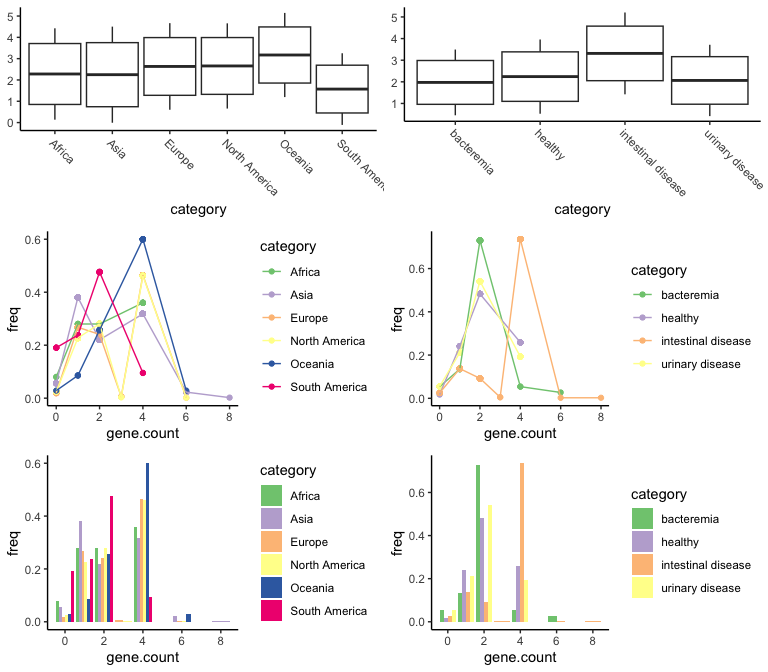 5
4
3
2
1
0
Africa
Asia
Europe
North America
Oceania
South Amer
category
5
4
3
2
1
bacteremia
healthy
intestinal disease
urinary disease
category
0.6
0.4
0.2
0.0
freq
0 2 4 6 8
gene.count
category
Africa
Asia
Europe
North America
Oceania
South America
0.6
0.4
0.2
0.0
freq
0 2 4 6 8
gene.count
category
bacteremia
healthy
intestinal disease
urinary disease
0.6
0.4
0.2
0.0
freq
0 2 4 6 8
gene.count
category
Africa
Asia
Europe
North America
Oceania
South America
0.6
0.4
0.2
0.0
freq
0 2 4 6 8
gene.count
category
bacteremia
healthy
intestinal disease
urinary disease